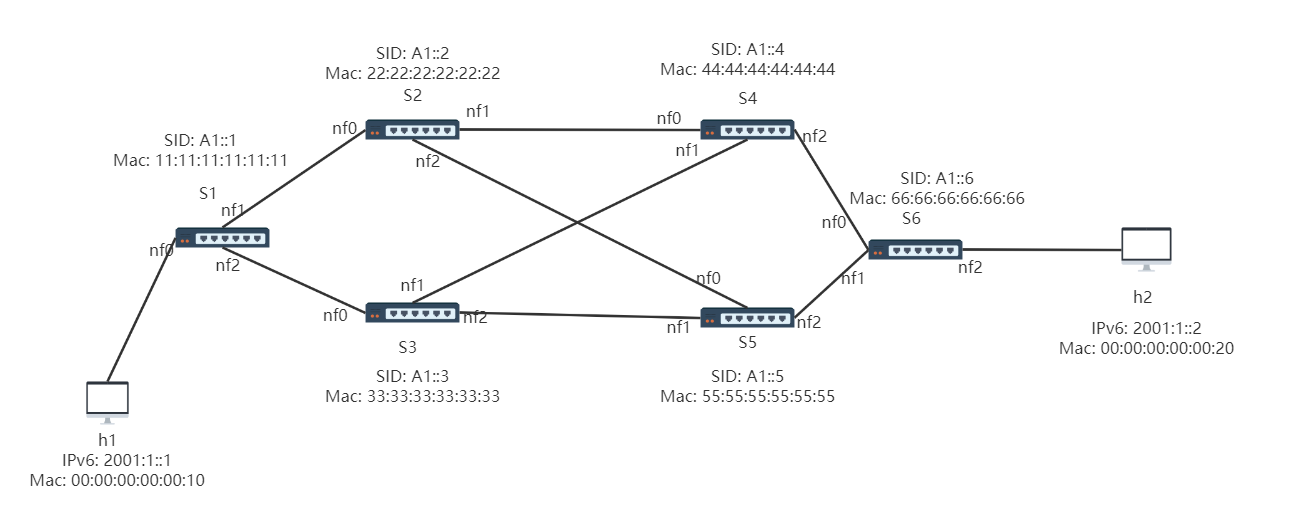 SID: A1::2
Mac: 22:22:22:22:22:22
S2
SID: A1::4
Mac: 44:44:44:44:44:44
S4
nf0
nf1
nf2
nf0
nf1
nf2
SID: A1::1
Mac: 11:11:11:11:11:11
S1
nf1
nf0
nf2
SID: A1::6
Mac: 66:66:66:66:66:66
S6
nf0
nf1
nf2
nf1
nf0
nf2
S3
SID: A1::3
Mac: 33:33:33:33:33:33
nf0
nf1
nf2
S5
SID: A1::5
Mac: 55:55:55:55:55:55
h2
IPv6: 2001:1::2
Mac: 00:00:00:00:00:20
h1
IPv6: 2001:1::1
Mac: 00:00:00:00:00:10